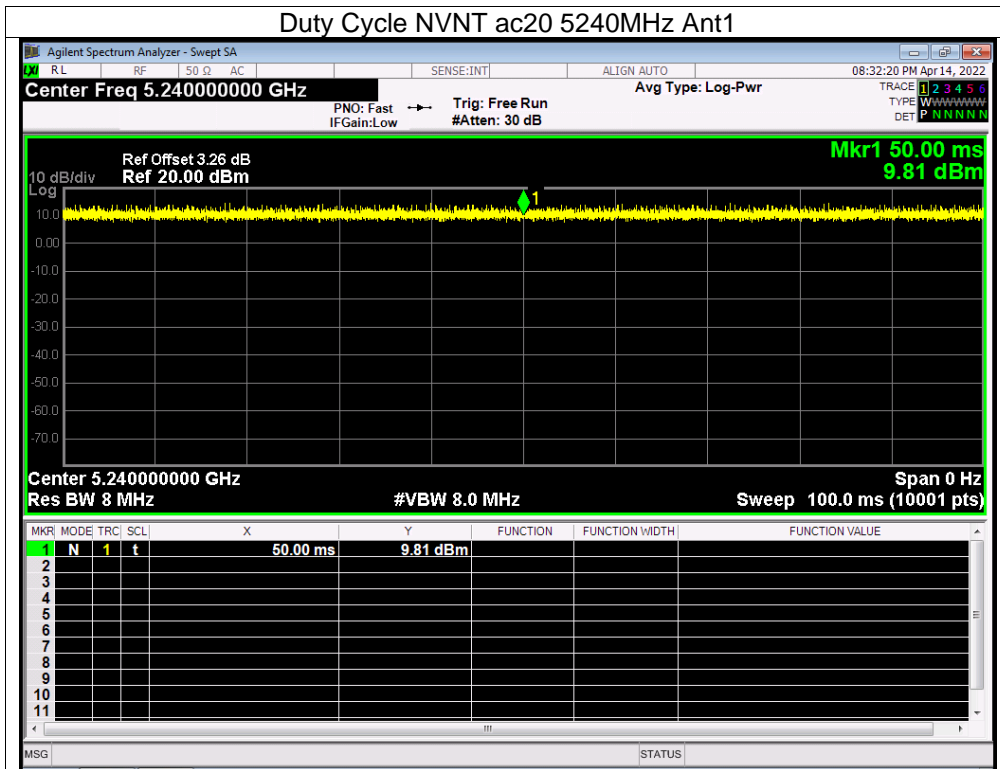 Duty Cycle NVNT ac20 5240MHz Ant1
Agilent Spectrum Analyzer - Swept SA
LXI RL RF 50 Ω AC SENSE:INT ALIGN AUTO 08:32:20 PM Apr 14, 2022
Center Freq 5.240000000 GHz Avg Type: Log-Pwr TRACE 1 2 3 4 5 6
PNO: Fast Trig: Free Run TYPE WWWWWW
IFGain:Low #Atten: 30 dB DET P N N N N N
Mkr1 50.00 ms
Ref Offset 3.26 dB
10 dB/div Ref 20.00 dBm 9.81 dBm
Log
1
10.0
0.00
-10.0
-20.0
-30.0
-40.0
-50.0
-60.0
-70.0
Center 5.240000000 GHz Span 0 Hz
Res BW 8 MHz #VBW 8.0 MHz Sweep 100.0 ms (10001 pts)
MKR MODE TRC SCL X Y FUNCTION FUNCTION WIDTH FUNCTION VALUE
1 N 1 t 50.00 ms 9.81 dBm
2
3
4
5
6
7
8
9
10
11
MSG STATUS